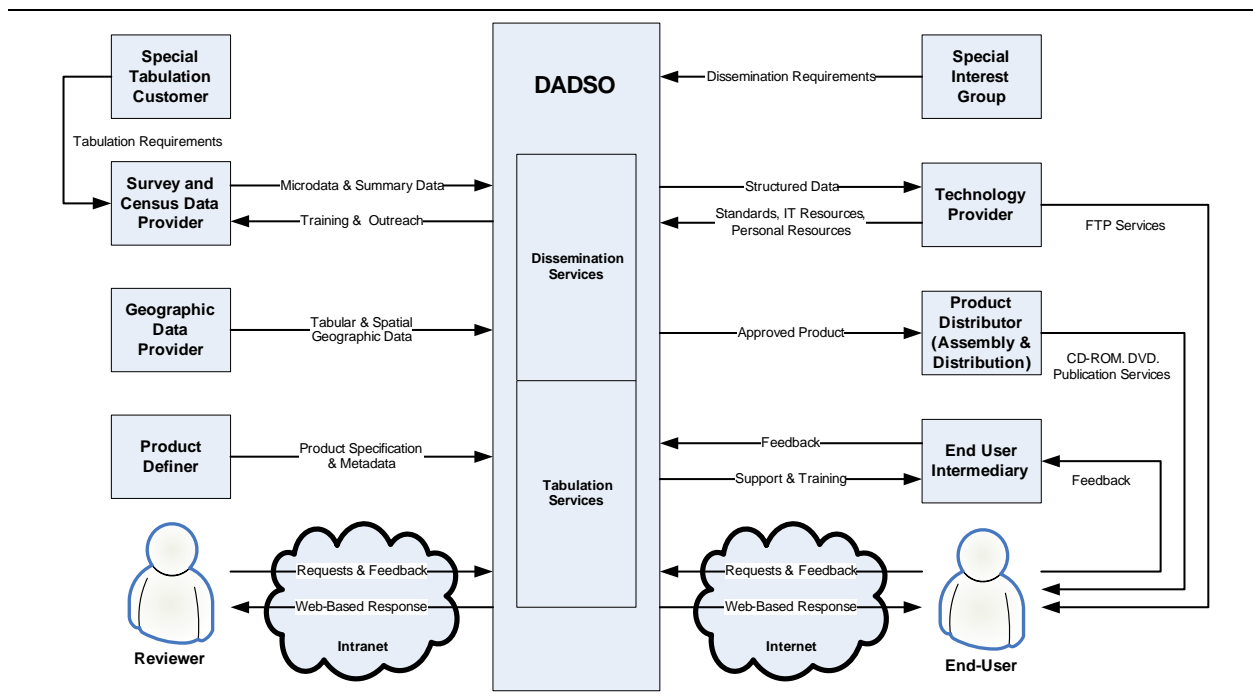 Special
Tabulation
Customer
Tabulation Requirements
Survey and
Census Data
Provider
Microdata & Summary Data
Training & Outreach
Geographic
Data
Provider
Tabular & Spatial
Geographic Data
Product
Definer
Product Specification
& Metadata
Reviewer
Requests & Feedback
Web-Based Response
Intranet
DADSO
Dissemination
Services
Tabulation
Services
Dissemination Requirements
Special
Interest
Group
Structured Data
Standards, IT Resources,
Personal Resources
Technology
Provider
FTP Services
Approved Product
Product
Distributor
(Assembly &
Distribution)
CD-ROM. DVD.
Publication Services
Feedback
Support & Training
End User
Intermediary
Feedback
Requests & Feedback
Web-Based Response
Internet
End-User